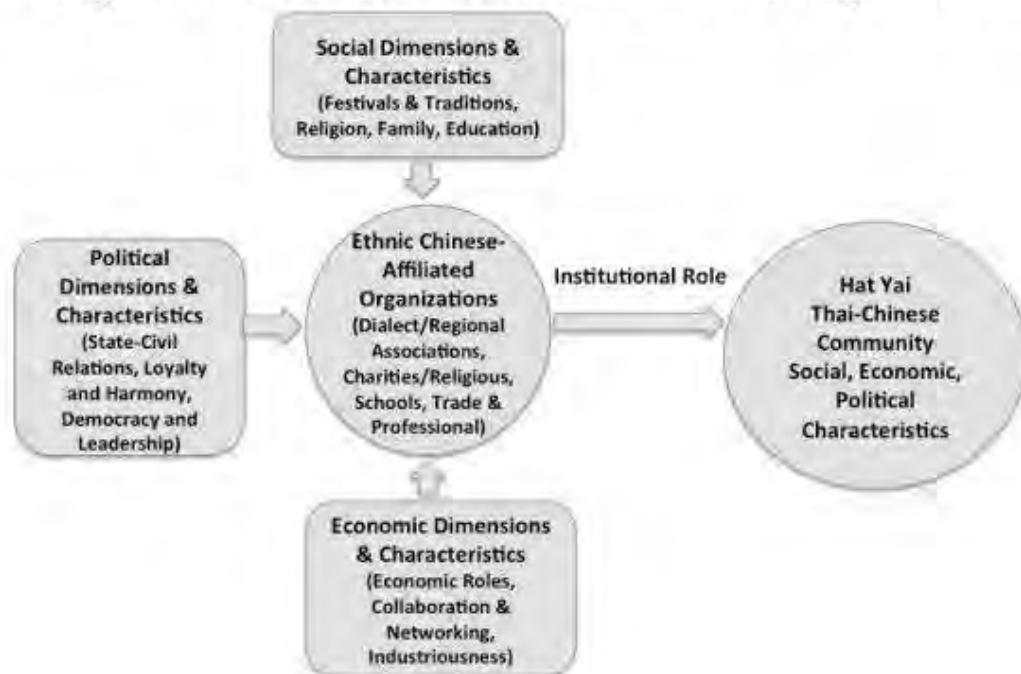 Social Dimensions &
Characteristics
(Festivals & Traditions,
Religion, Family, Education)
Political
Dimensions &
Characteristics
(State-Civil
Relations, Loyalty
and Harmony,
Democracy and
Leadership)
Ethnic Chinese-
Affiliated
Organizations
(Dialect/Regional
Associations,
Charities/Religious,
Schools, Trade &
Professional)
Institutional Role
Hat Yai
Thai-Chinese
Community
Social, Economic,
Political
Characteristics
Economic Dimensions
& Characteristics
(Economic Roles,
Collaboration &
Networking,
Industriousness)